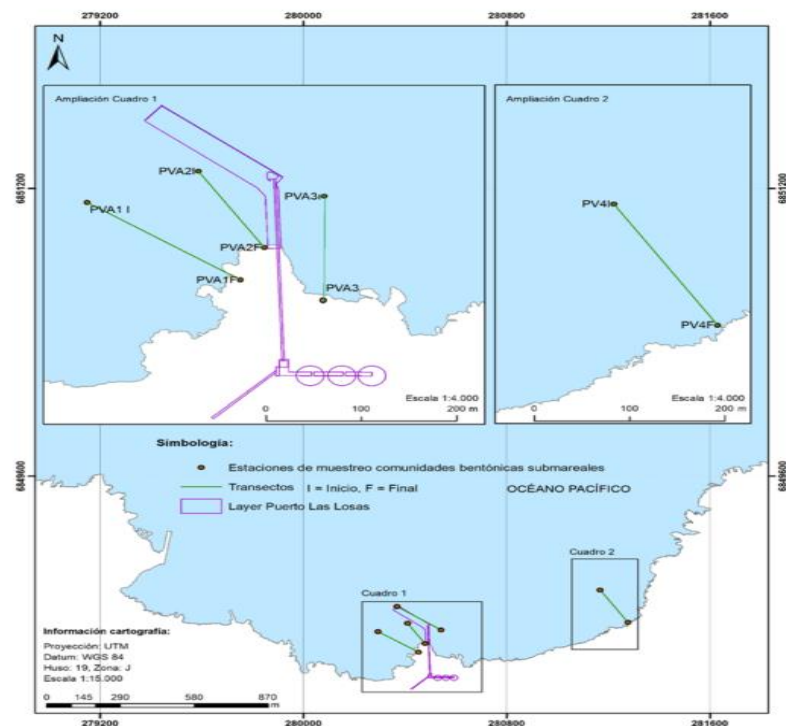 279200 280000 280800 281600
N
Ampliación Cuadro 1
Ampliación Cuadro 2
PVA2I
PVA3I
PVA1 I
PV4I
6851200
6851200
PVA2F
PVA1F
PVA3
PV4F
Escala 1:4.000
0 100 200 m
Escala 1:4.000
0 100 200 m
Simbología:
Estaciones de muestreo comunidades bentónicas submareales
Transectos I = Inicio, F = Final
Layer Puerto Las Losas
OCÉANO PACÍFICO
6849600
6849600
Cuadro 2
Cuadro 1
Información cartografía:
Proyección: UTM
Datum: WGS 84
Huso: 19, Zona: J
Escala 1:15.000
0 145 290 580 870
m
279200 280000 280800 281600